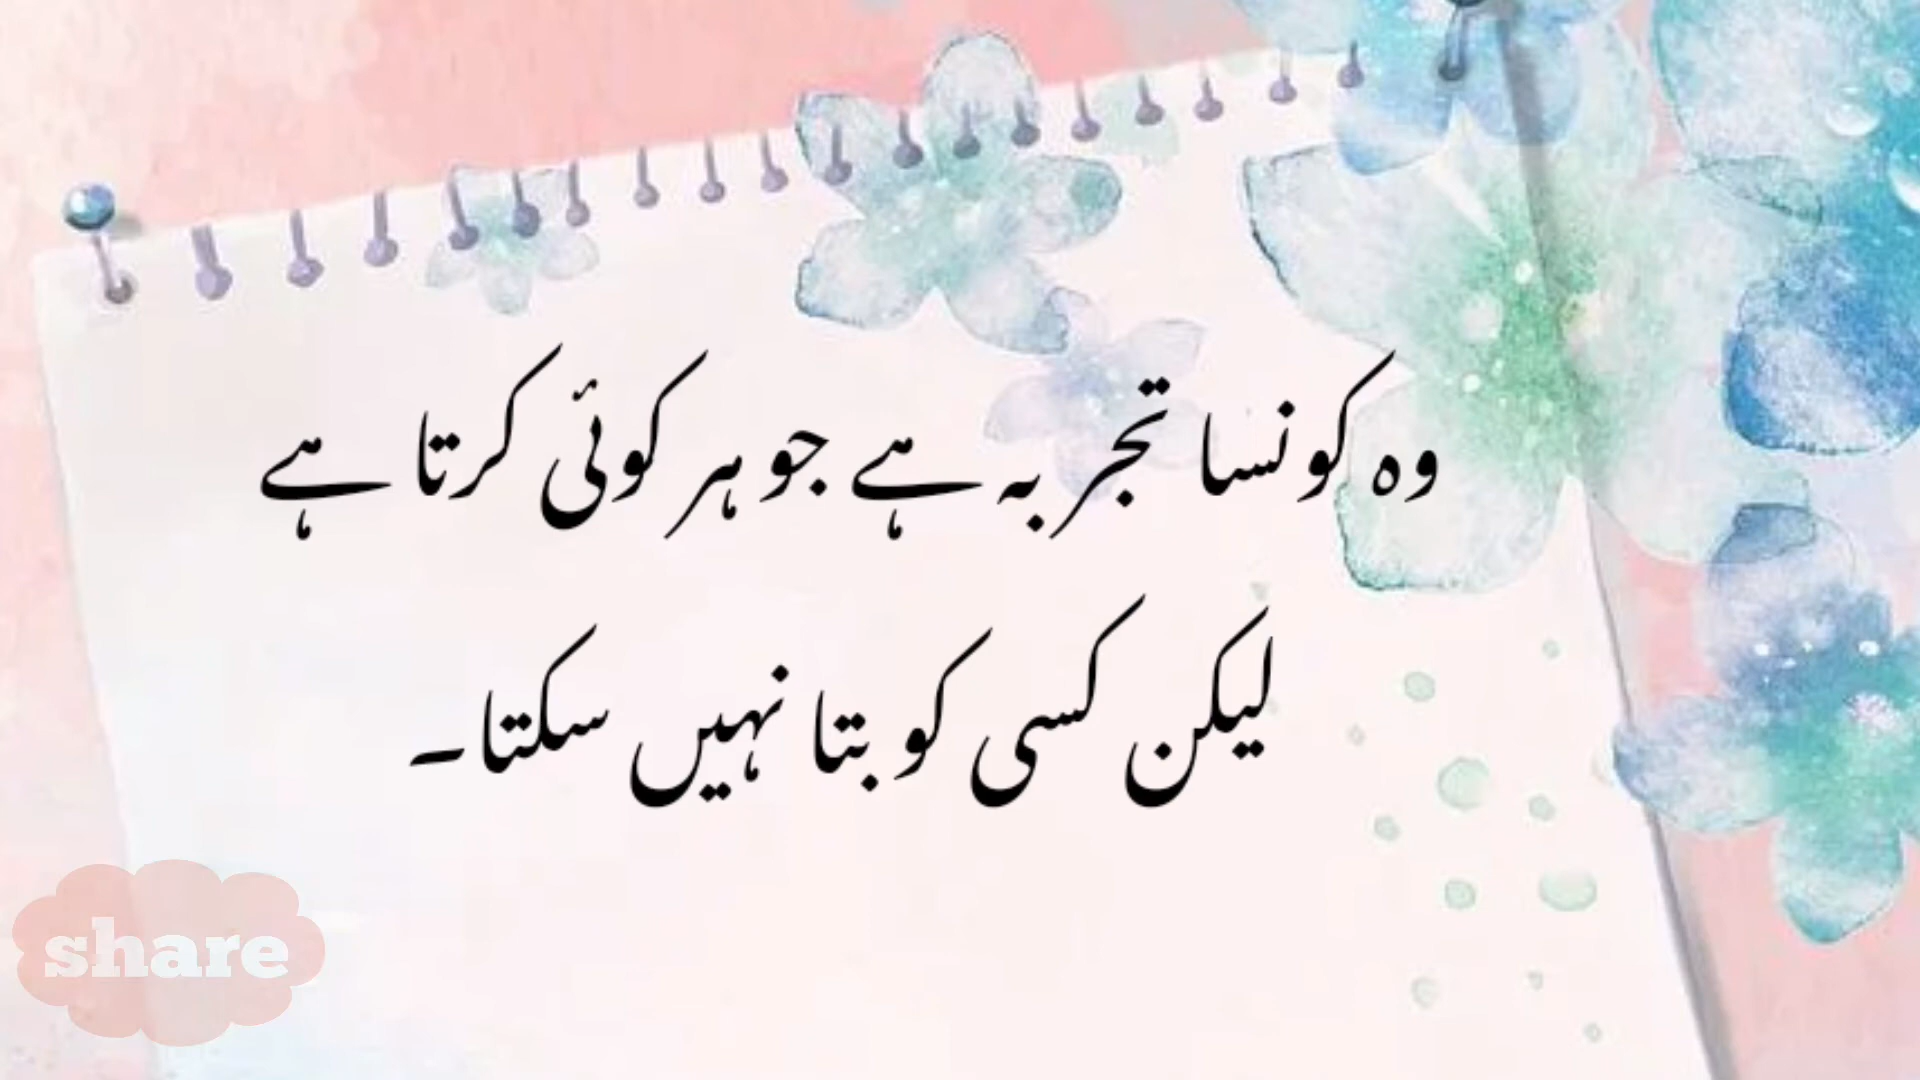 وہ کونسا تجربہ ہے جو ہر کوئی کرتا ہے
لیکن کسی کو بتا نہیں سکتا۔
share